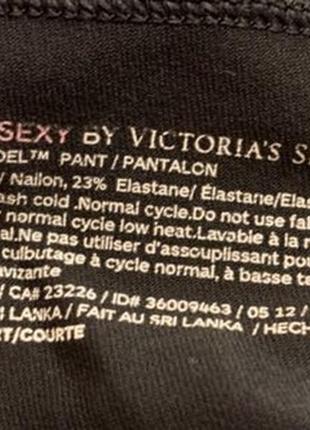 SEXY BY VICTORIA'S S
DEL™ PANT / PANTALON
/ Nailon, 23% Elastane/ Élastane/Elas
ash cold .Normal cycle.Do not use fal
normal cycle low heat.Lavable à la m
al.Ne pas utiliser d'assouplissant pou
culbutage à cycle normal, à basse te
avizante
/ CA# 23226 / ID# 36009463 / 05 12 /
I LANKA / FAIT AU SRI LANKA / HECH
RT/COURTE